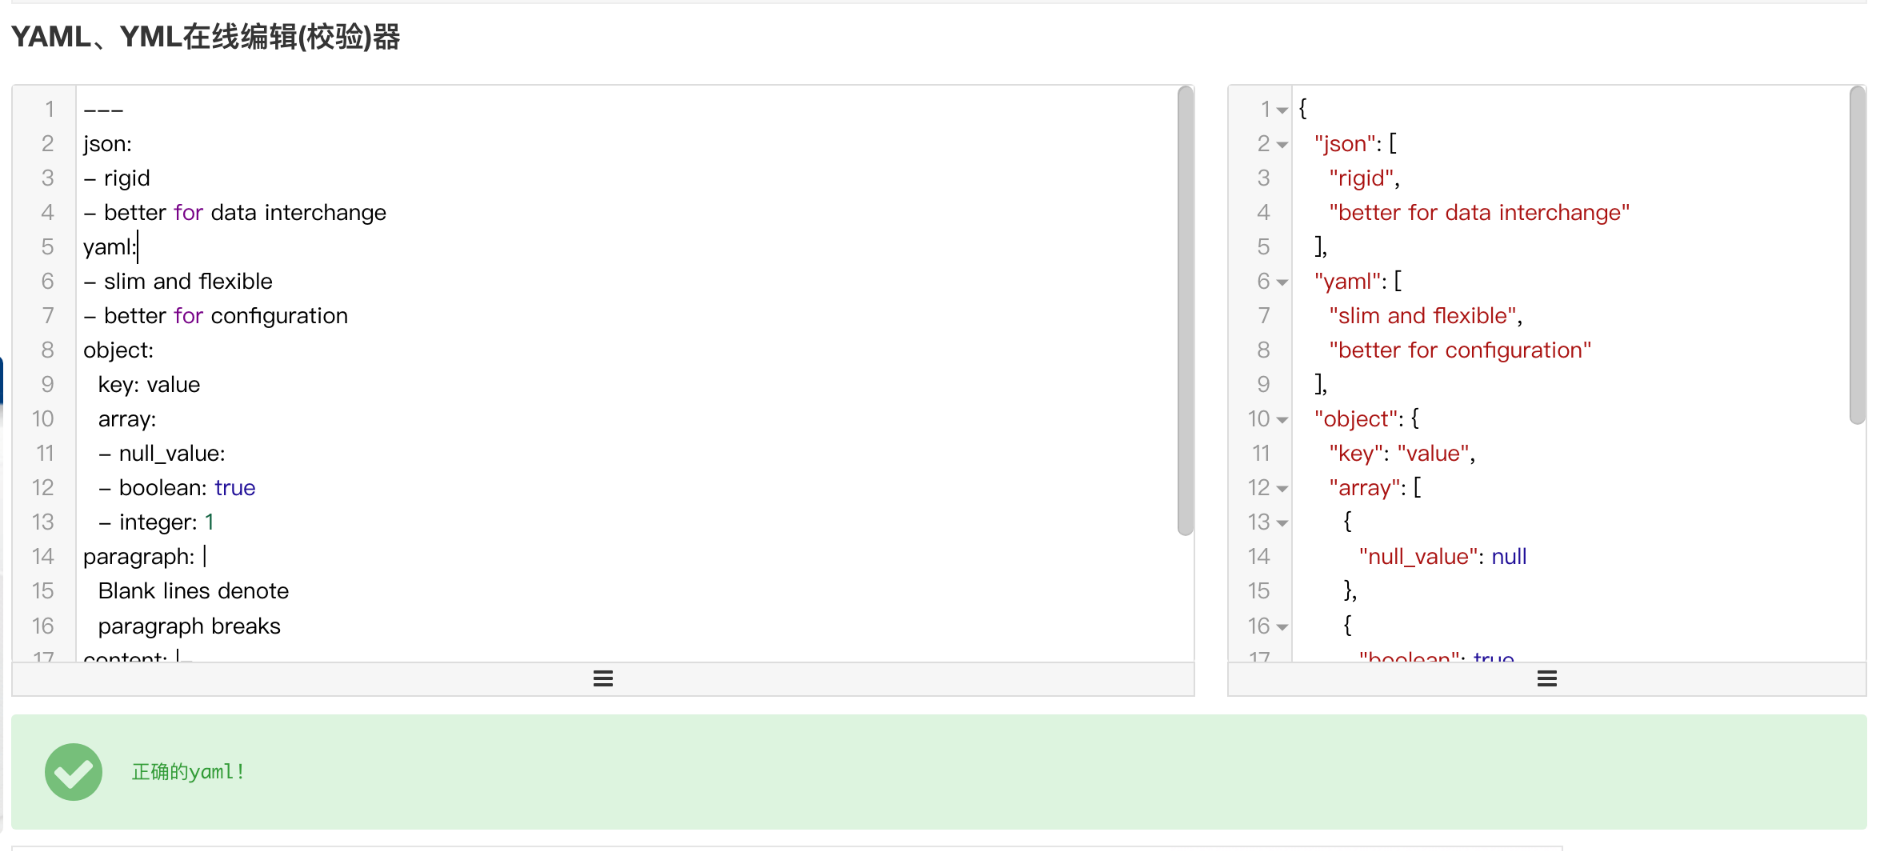 YAML、YML在线编辑(校验)器
1 ---
2 json:
3 - rigid
4 - better for data interchange
5 yaml:
6 - slim and flexible
7 - better for configuration
8 object:
9   key: value
10   array:
11   - null_value:
12   - boolean: true
13   - integer: 1
14 paragraph: |
15   Blank lines denote
16   paragraph breaks
17 content: |-
1 {
2   "json": [
3     "rigid",
4     "better for data interchange"
5   ],
6   "yaml": [
7     "slim and flexible",
8     "better for configuration"
9   ],
10   "object": {
11     "key": "value",
12     "array": [
13       {
14         "null_value": null
15       },
16       {
17         "boolean": true
正确的yaml!